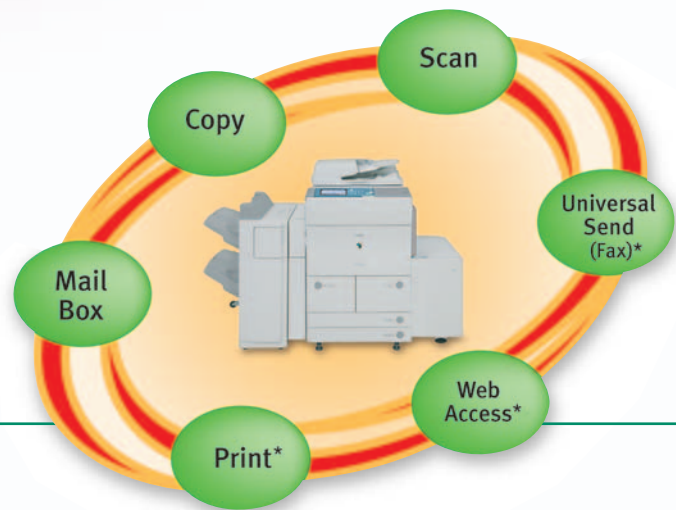 Scan
Copy
Universal
Send
(Fax)*
Mail
Box
Web
Access*
Print*